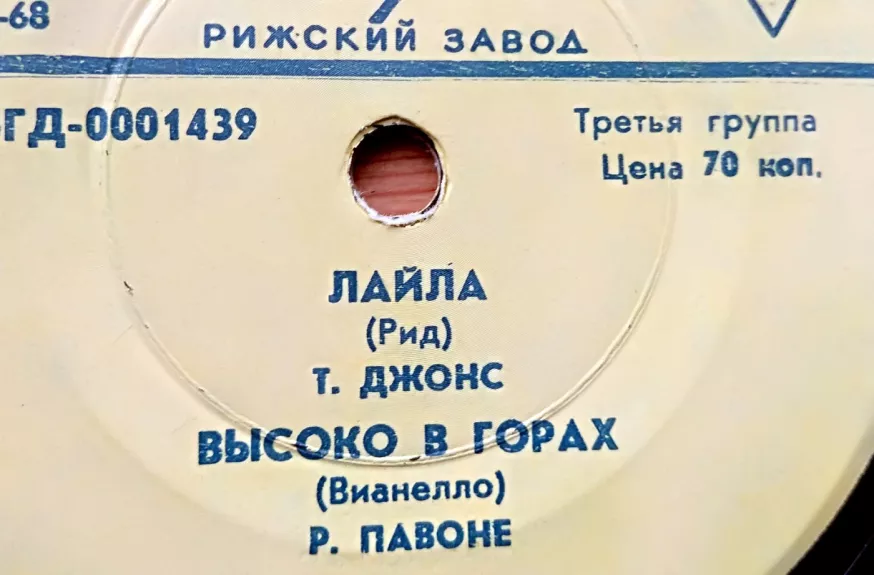 -68
РИЖСКИЙ ЗАВОД
ГД-0001439
Третья группа
Цена 70 коп.
ЛАЙЛА
(Рид)
Т. ДЖОНС
ВЫСОКО В ГОРАХ
(Вианелло)
Р. ПАВОНЕ